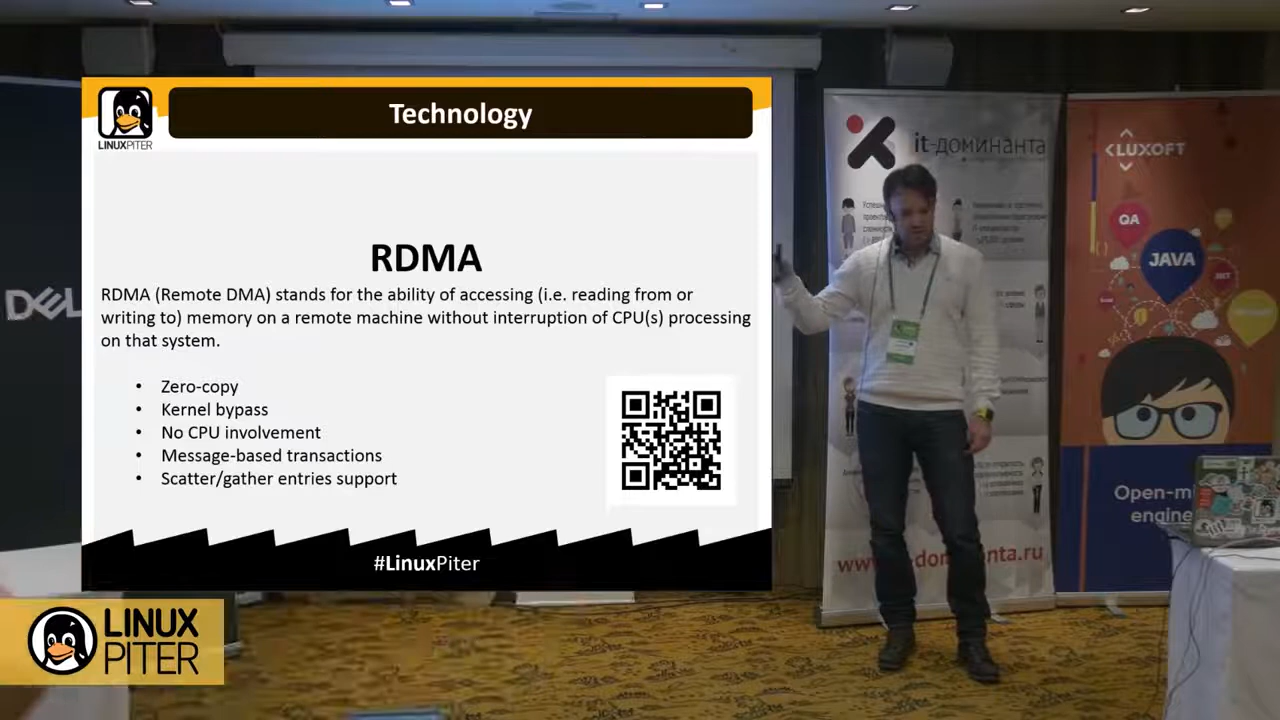 Technology
LINUXPITER
RDMA
RDMA (Remote DMA) stands for the ability of accessing (i.e. reading from or
writing to) memory on a remote machine without interruption of CPU(s) processing
on that system.
• Zero-copy
• Kernel bypass
• No CPU involvement
• Message-based transactions
• Scatter/gather entries support
#LinuxPiter
LINUX
PITER
DELL
it-доминанта
LUXOFT
QA
JAVA
.NET
Open-mi
engine